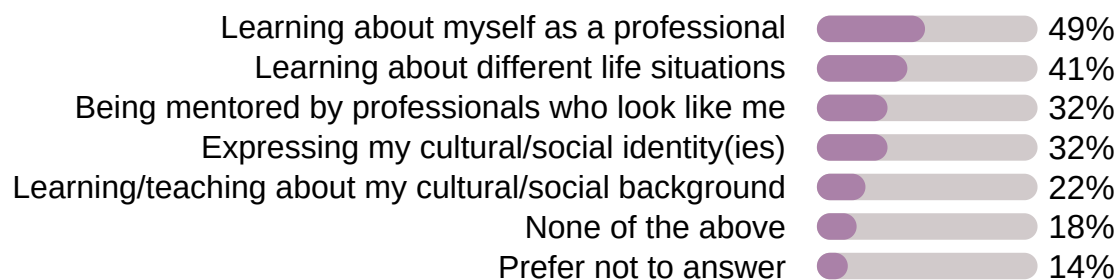 Learning about myself as a professional 49%
Learning about different life situations 41%
Being mentored by professionals who look like me 32%
Expressing my cultural/social identity(ies) 32%
Learning/teaching about my cultural/social background 22%
None of the above 18%
Prefer not to answer 14%